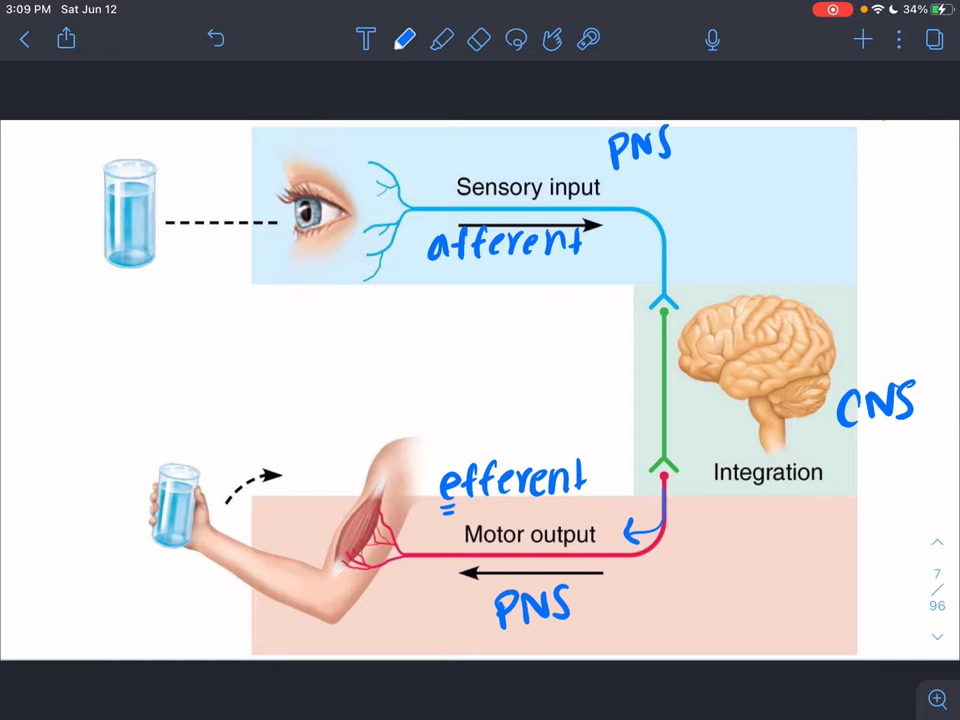 3:09 PM Sat Jun 12
34%
T
PNS
Sensory input
afferent
CNS
Integration
efferent
Motor output
PNS
7
/
96